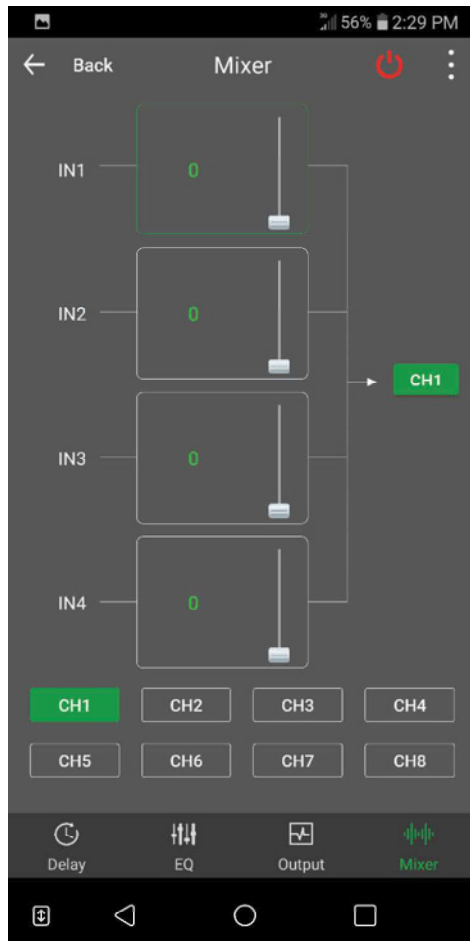 3G 56% 2:29 PM
Back Mixer
IN1 0
IN2 0
CH1
IN3 0
IN4 0
CH1 CH2 CH3 CH4
CH5 CH6 CH7 CH8
Delay EQ Output Mixer